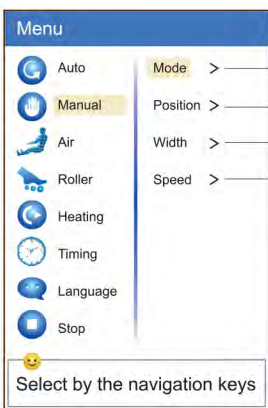 Menu
Auto
Manual
Air
Roller
Heating
Timing
Language
Stop
Mode >
Position >
Width >
Speed >
Select by the navigation keys